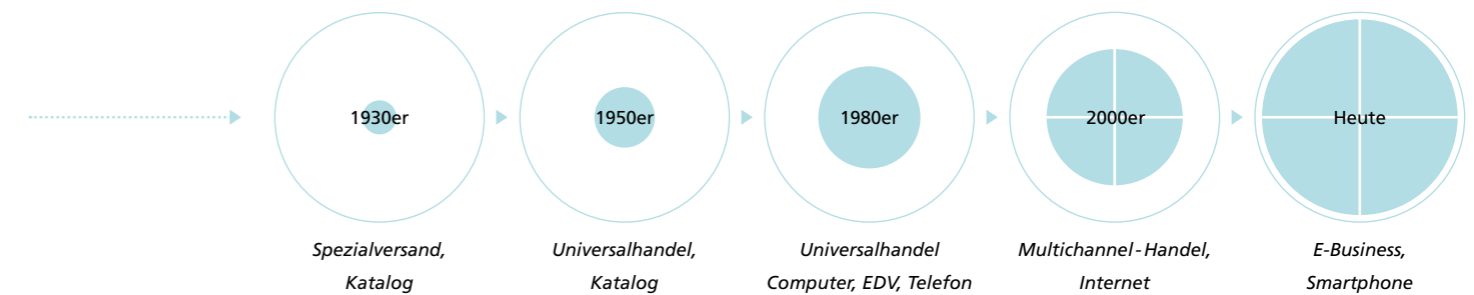 1930er
1950er
1980er
2000er
Heute
Spezialversand,
Katalog
Universalhandel,
Katalog
Universalhandel
Computer, EDV, Telefon
Multichannel-Handel,
Internet
E-Business,
Smartphone